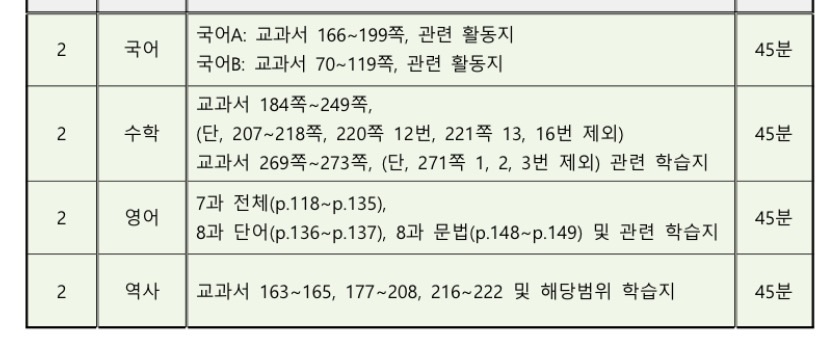 2 국어 국어A: 교과서 166~199쪽, 관련 활동지 45분
국어B: 교과서 70~119쪽, 관련 활동지
2 수학 교과서 184쪽~249쪽, 45분
(단, 207~218쪽, 220쪽 12번, 221쪽 13, 16번 제외)
교과서 269쪽~273쪽, (단, 271쪽 1, 2, 3번 제외) 관련 학습지
2 영어 7과 전체(p.118~p.135), 45분
8과 단어(p.136~p.137), 8과 문법(p.148~p.149) 및 관련 학습지
2 역사 교과서 163~165, 177~208, 216~222 및 해당범위 학습지 45분